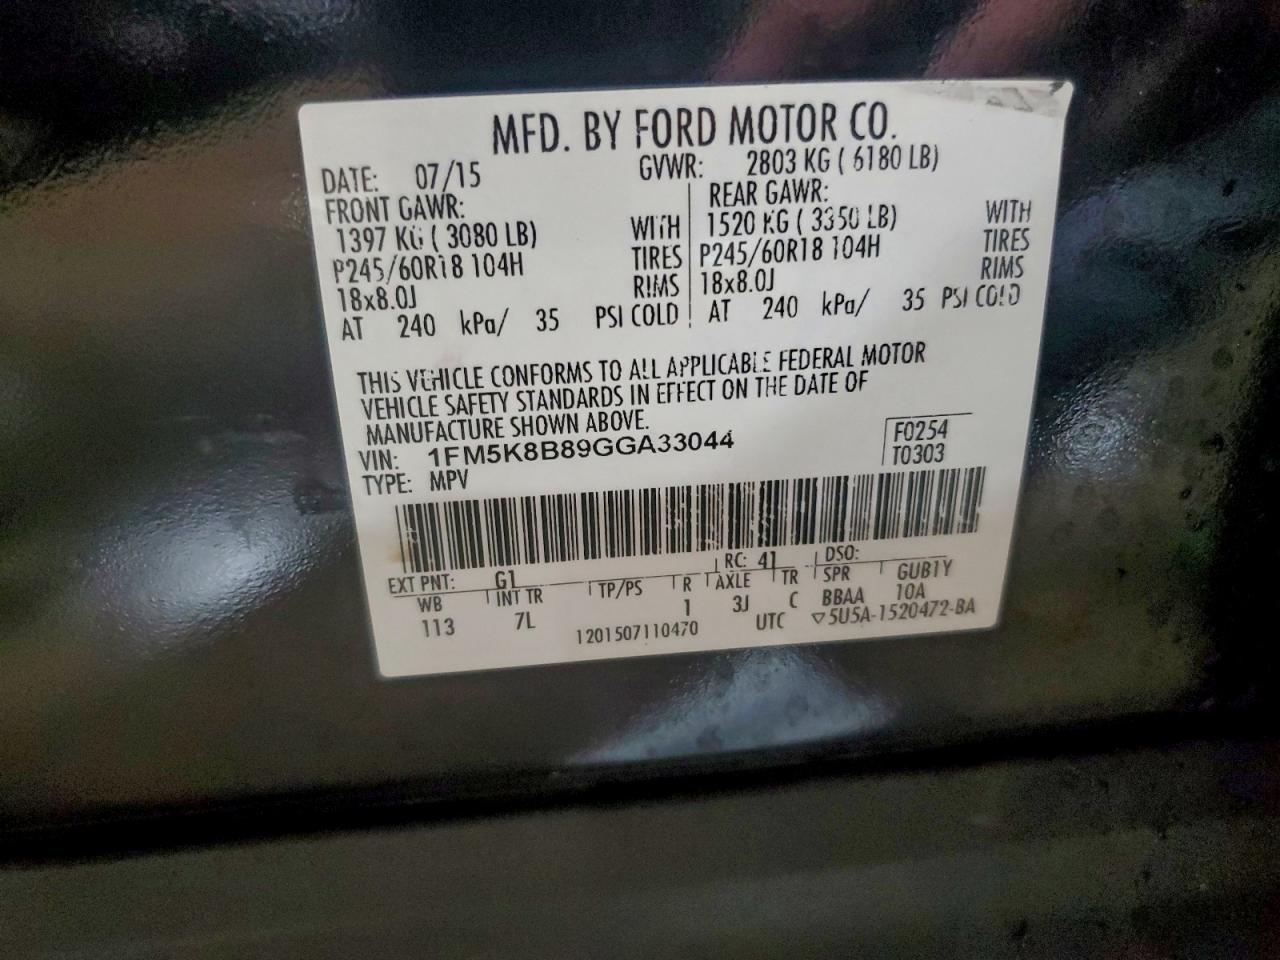 MFD. BY FORD MOTOR CO.
DATE: 07/15 GVWR: 2803 KG ( 6180 LB)
FRONT GAWR: REAR GAWR:
1397 KG ( 3080 LB) WITH 1520 KG ( 3350 LB) WITH
P245/60R18 104H TIRES P245/60R18 104H TIRES
18x8.0J RIMS 18x8.0J RIMS
AT 240 kPa/ 35 PSI COLD AT 240 kPa/ 35 PSI COLD
THIS VEHICLE CONFORMS TO ALL APPLICABLE FEDERAL MOTOR
VEHICLE SAFETY STANDARDS IN EFFECT ON THE DATE OF
MANUFACTURE SHOWN ABOVE.
VIN: 1FM5K8B89GGA33044 F0254
TYPE: MPV T0303
EXT PNT: G1 RC: 41 DSO:
WB INT TR TP/PS R AXLE TR SPR GUB1Y
113 7L 1 3J C BBAA 10A
1201507110470 UTC ▽5U5A-1520472-BA